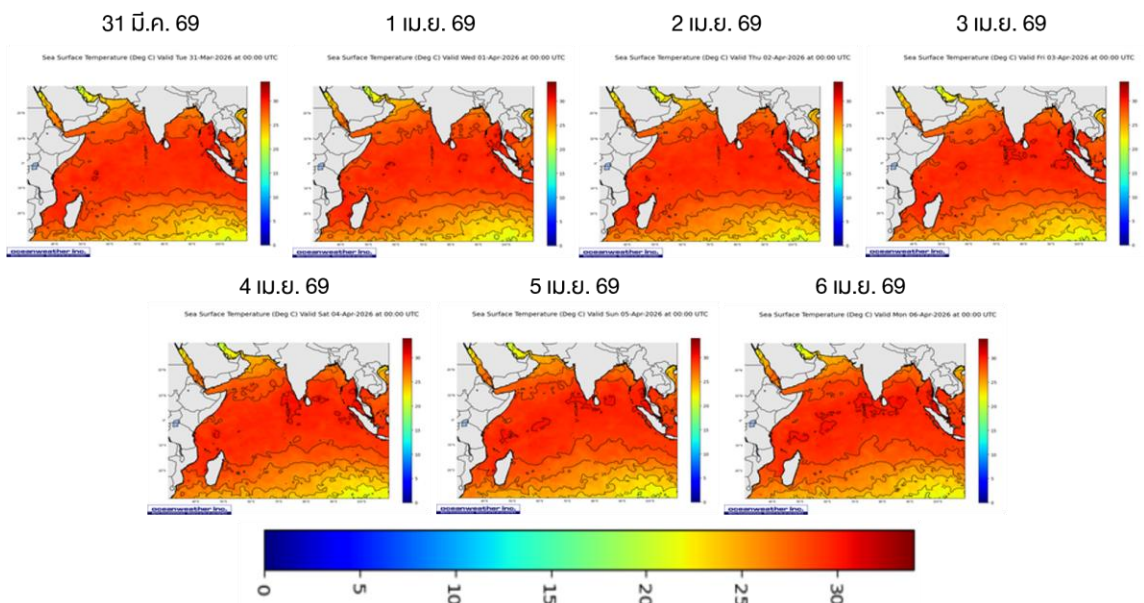 31 มี.ค. 69
1 เม.ย. 69
2 เม.ย. 69
3 เม.ย. 69
Sea Surface Temperature (Deg C) Valid Tue 31-Mar-2026 at 00:00 UTC
Sea Surface Temperature (Deg C) Valid Wed 01-Apr-2026 at 00:00 UTC
Sea Surface Temperature (Deg C) Valid Thu 02-Apr-2026 at 00:00 UTC
Sea Surface Temperature (Deg C) Valid Fri 03-Apr-2026 at 00:00 UTC
oceanweather inc.
oceanweather inc.
oceanweather inc.
oceanweather inc.
4 เม.ย. 69
5 เม.ย. 69
6 เม.ย. 69
Sea Surface Temperature (Deg C) Valid Sat 04-Apr-2026 at 00:00 UTC
Sea Surface Temperature (Deg C) Valid Sun 05-Apr-2026 at 00:00 UTC
Sea Surface Temperature (Deg C) Valid Mon 06-Apr-2026 at 00:00 UTC
oceanweather inc.
oceanweather inc.
oceanweather inc.
0 5 10 15 20 25 30